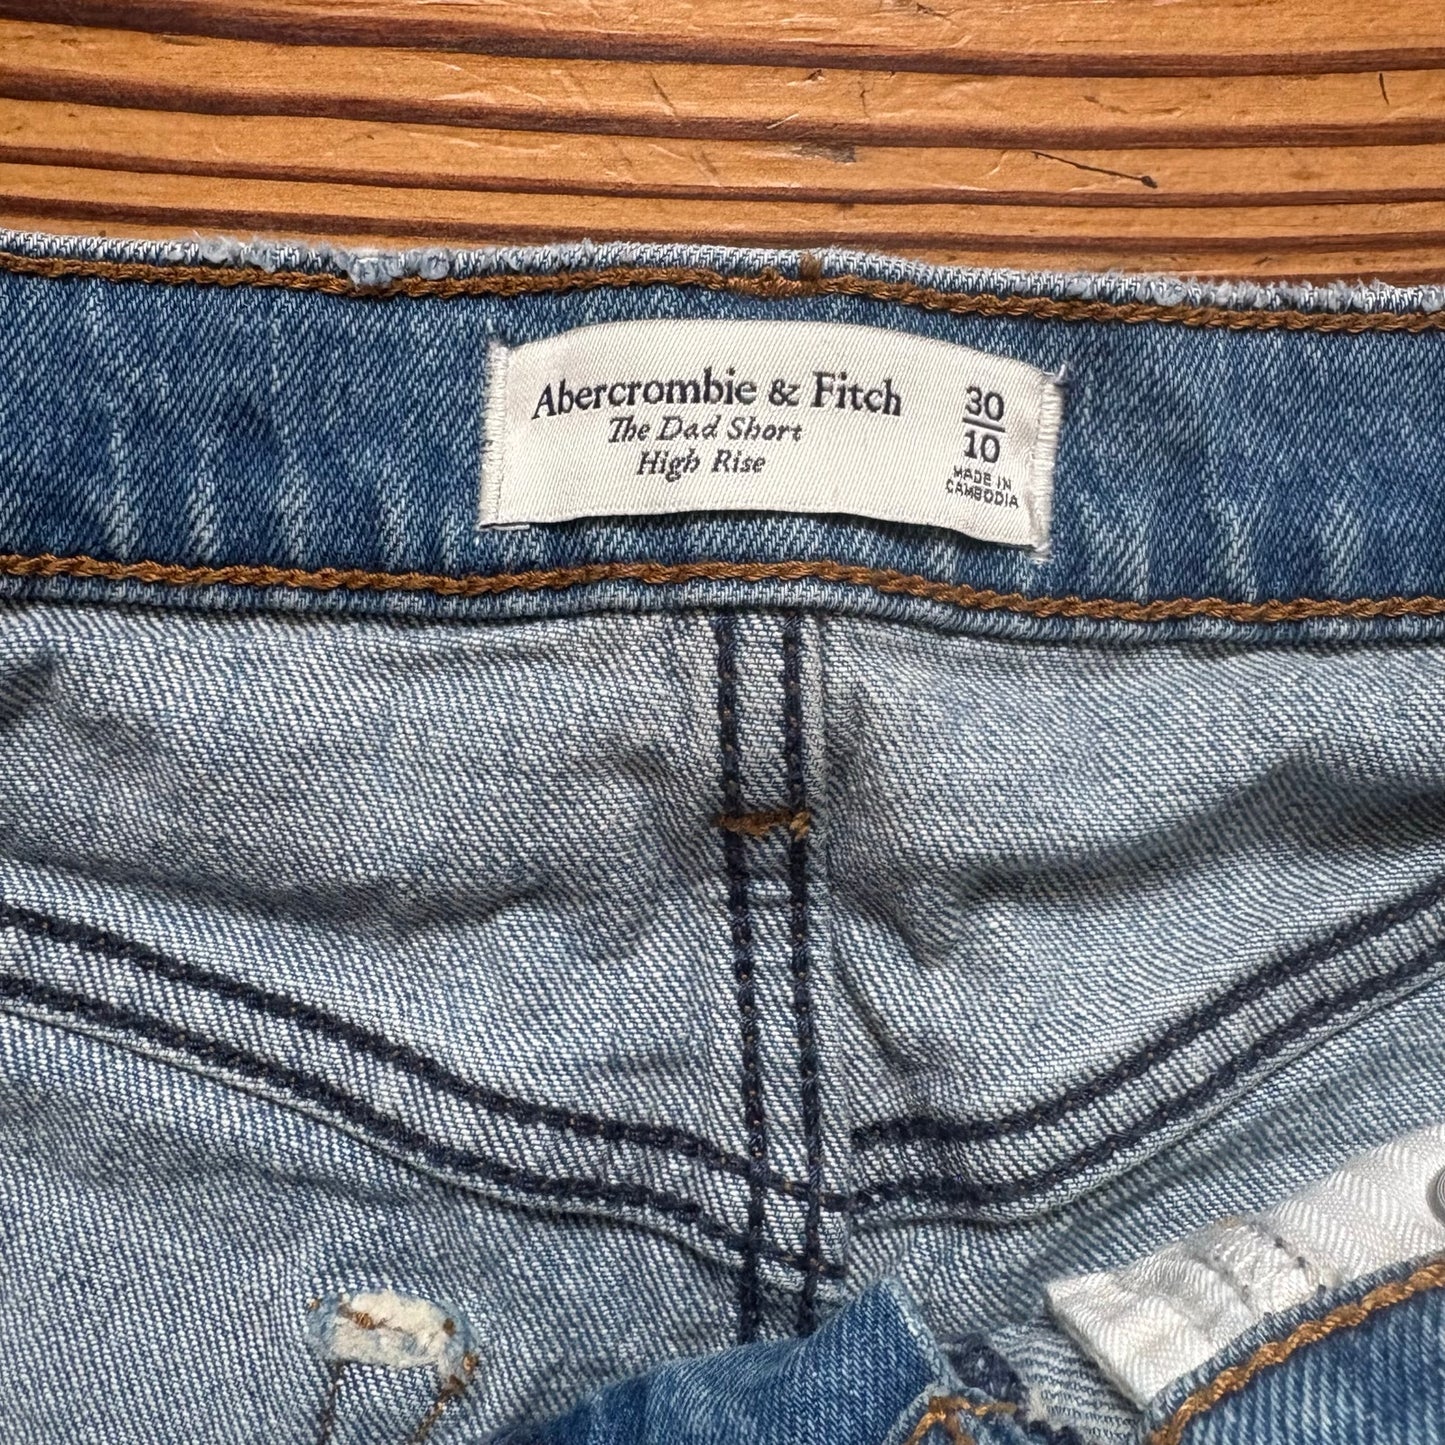 Abercrombie & Fitch
The Dad Short
High Rise
30
10
MADE IN
CAMBODIA